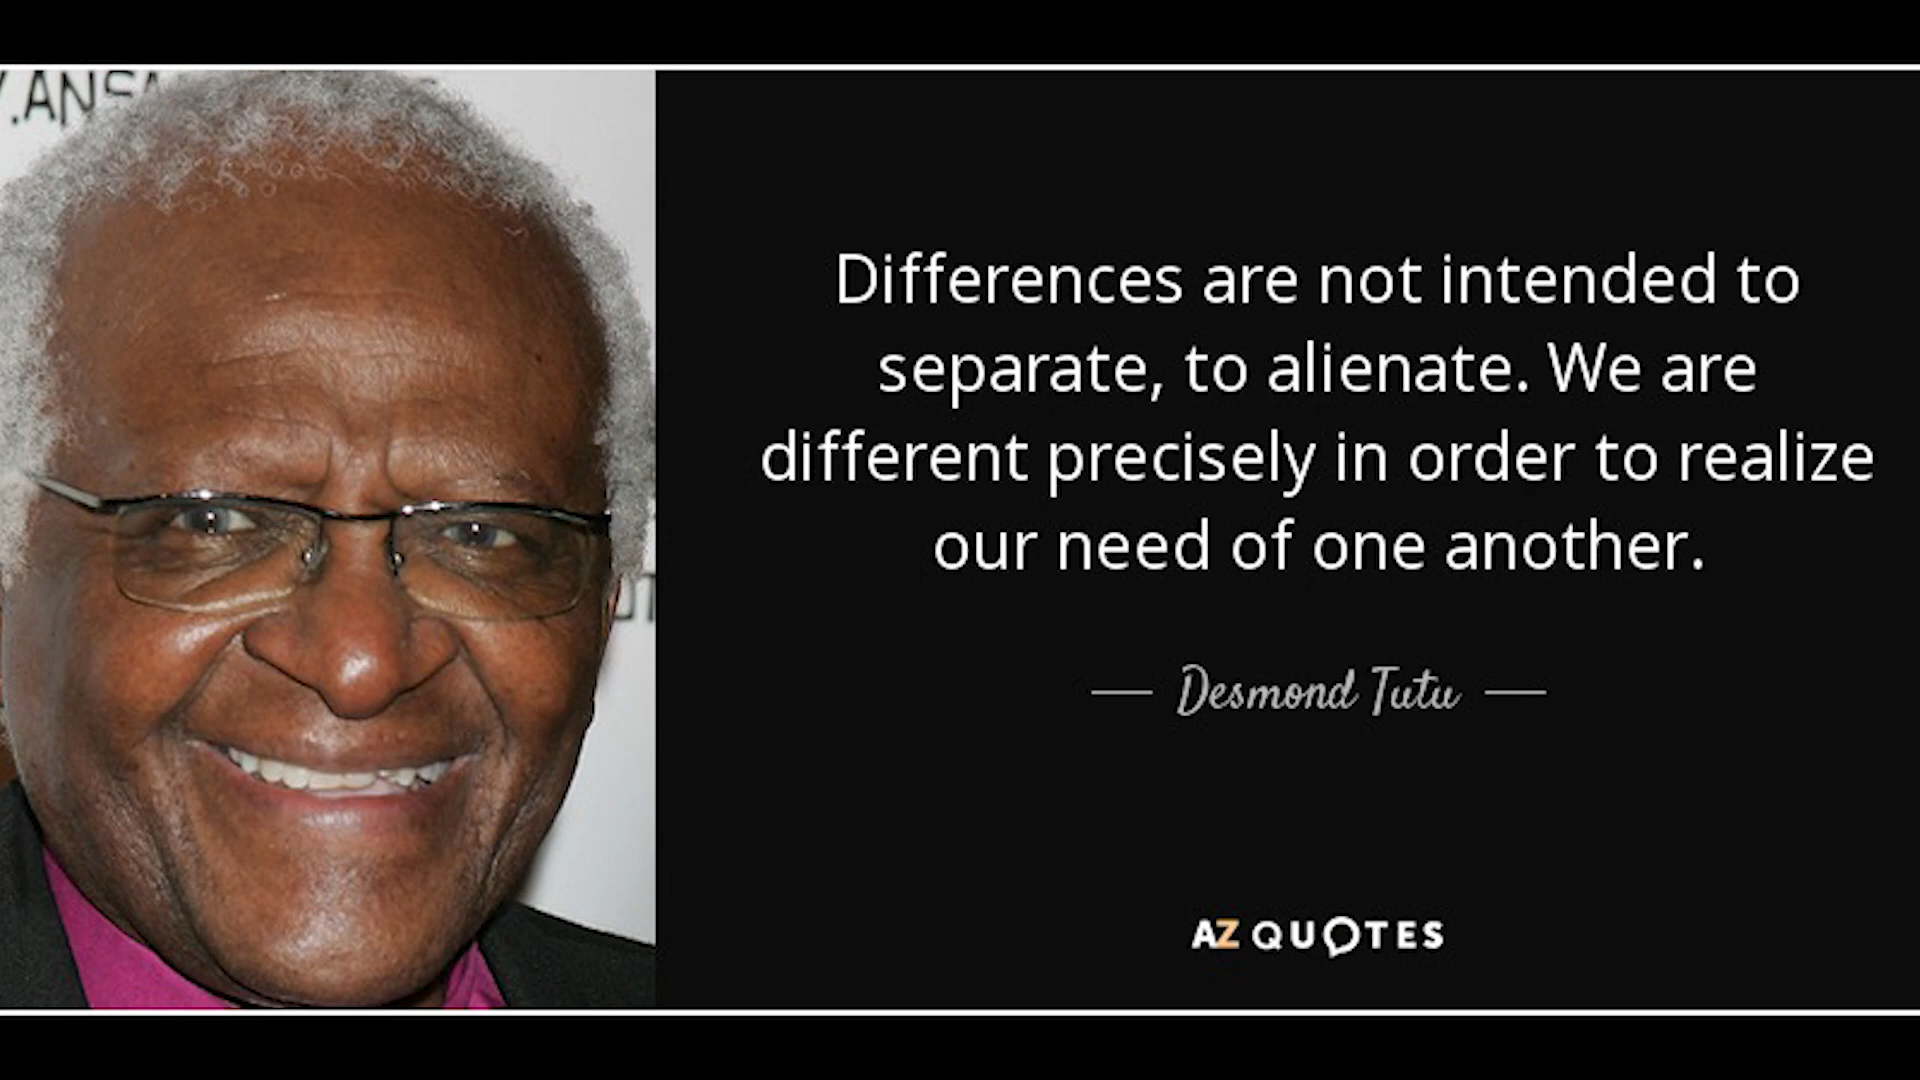 Differences are not intended to
separate, to alienate. We are
different precisely in order to realize
our need of one another.
Desmond Tutu
AZ QUOTES